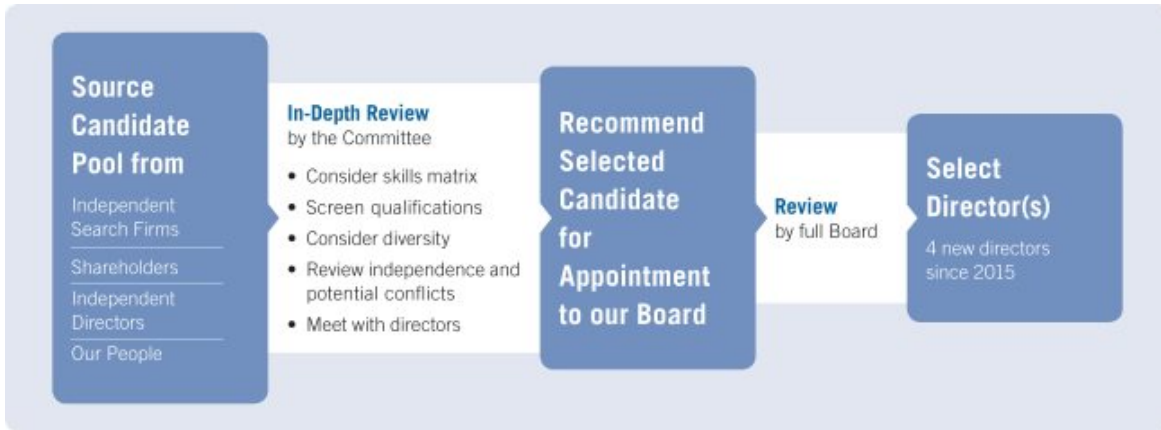 Source
Candidate
Pool from
Independent
Search Firms
Shareholders
Independent
Directors
Our People
In-Depth Review
by the Committee
• Consider skills matrix
• Screen qualifications
• Consider diversity
• Review independence and
potential conflicts
• Meet with directors
Recommend
Selected
Candidate
for
Appointment
to our Board
Review
by full Board
Select
Director(s)
4 new directors
since 2015